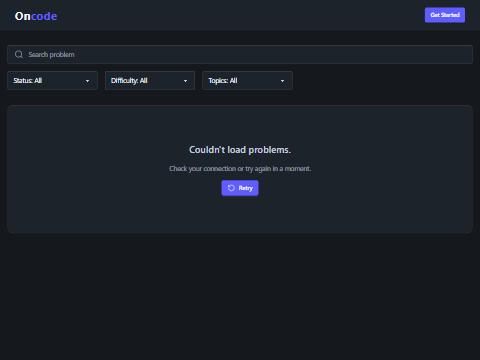 Oncode
Get Started
Search problem
Status: All
Difficulty: All
Topics: All
Couldn't load problems.
Check your connection or try again in a moment.
Retry